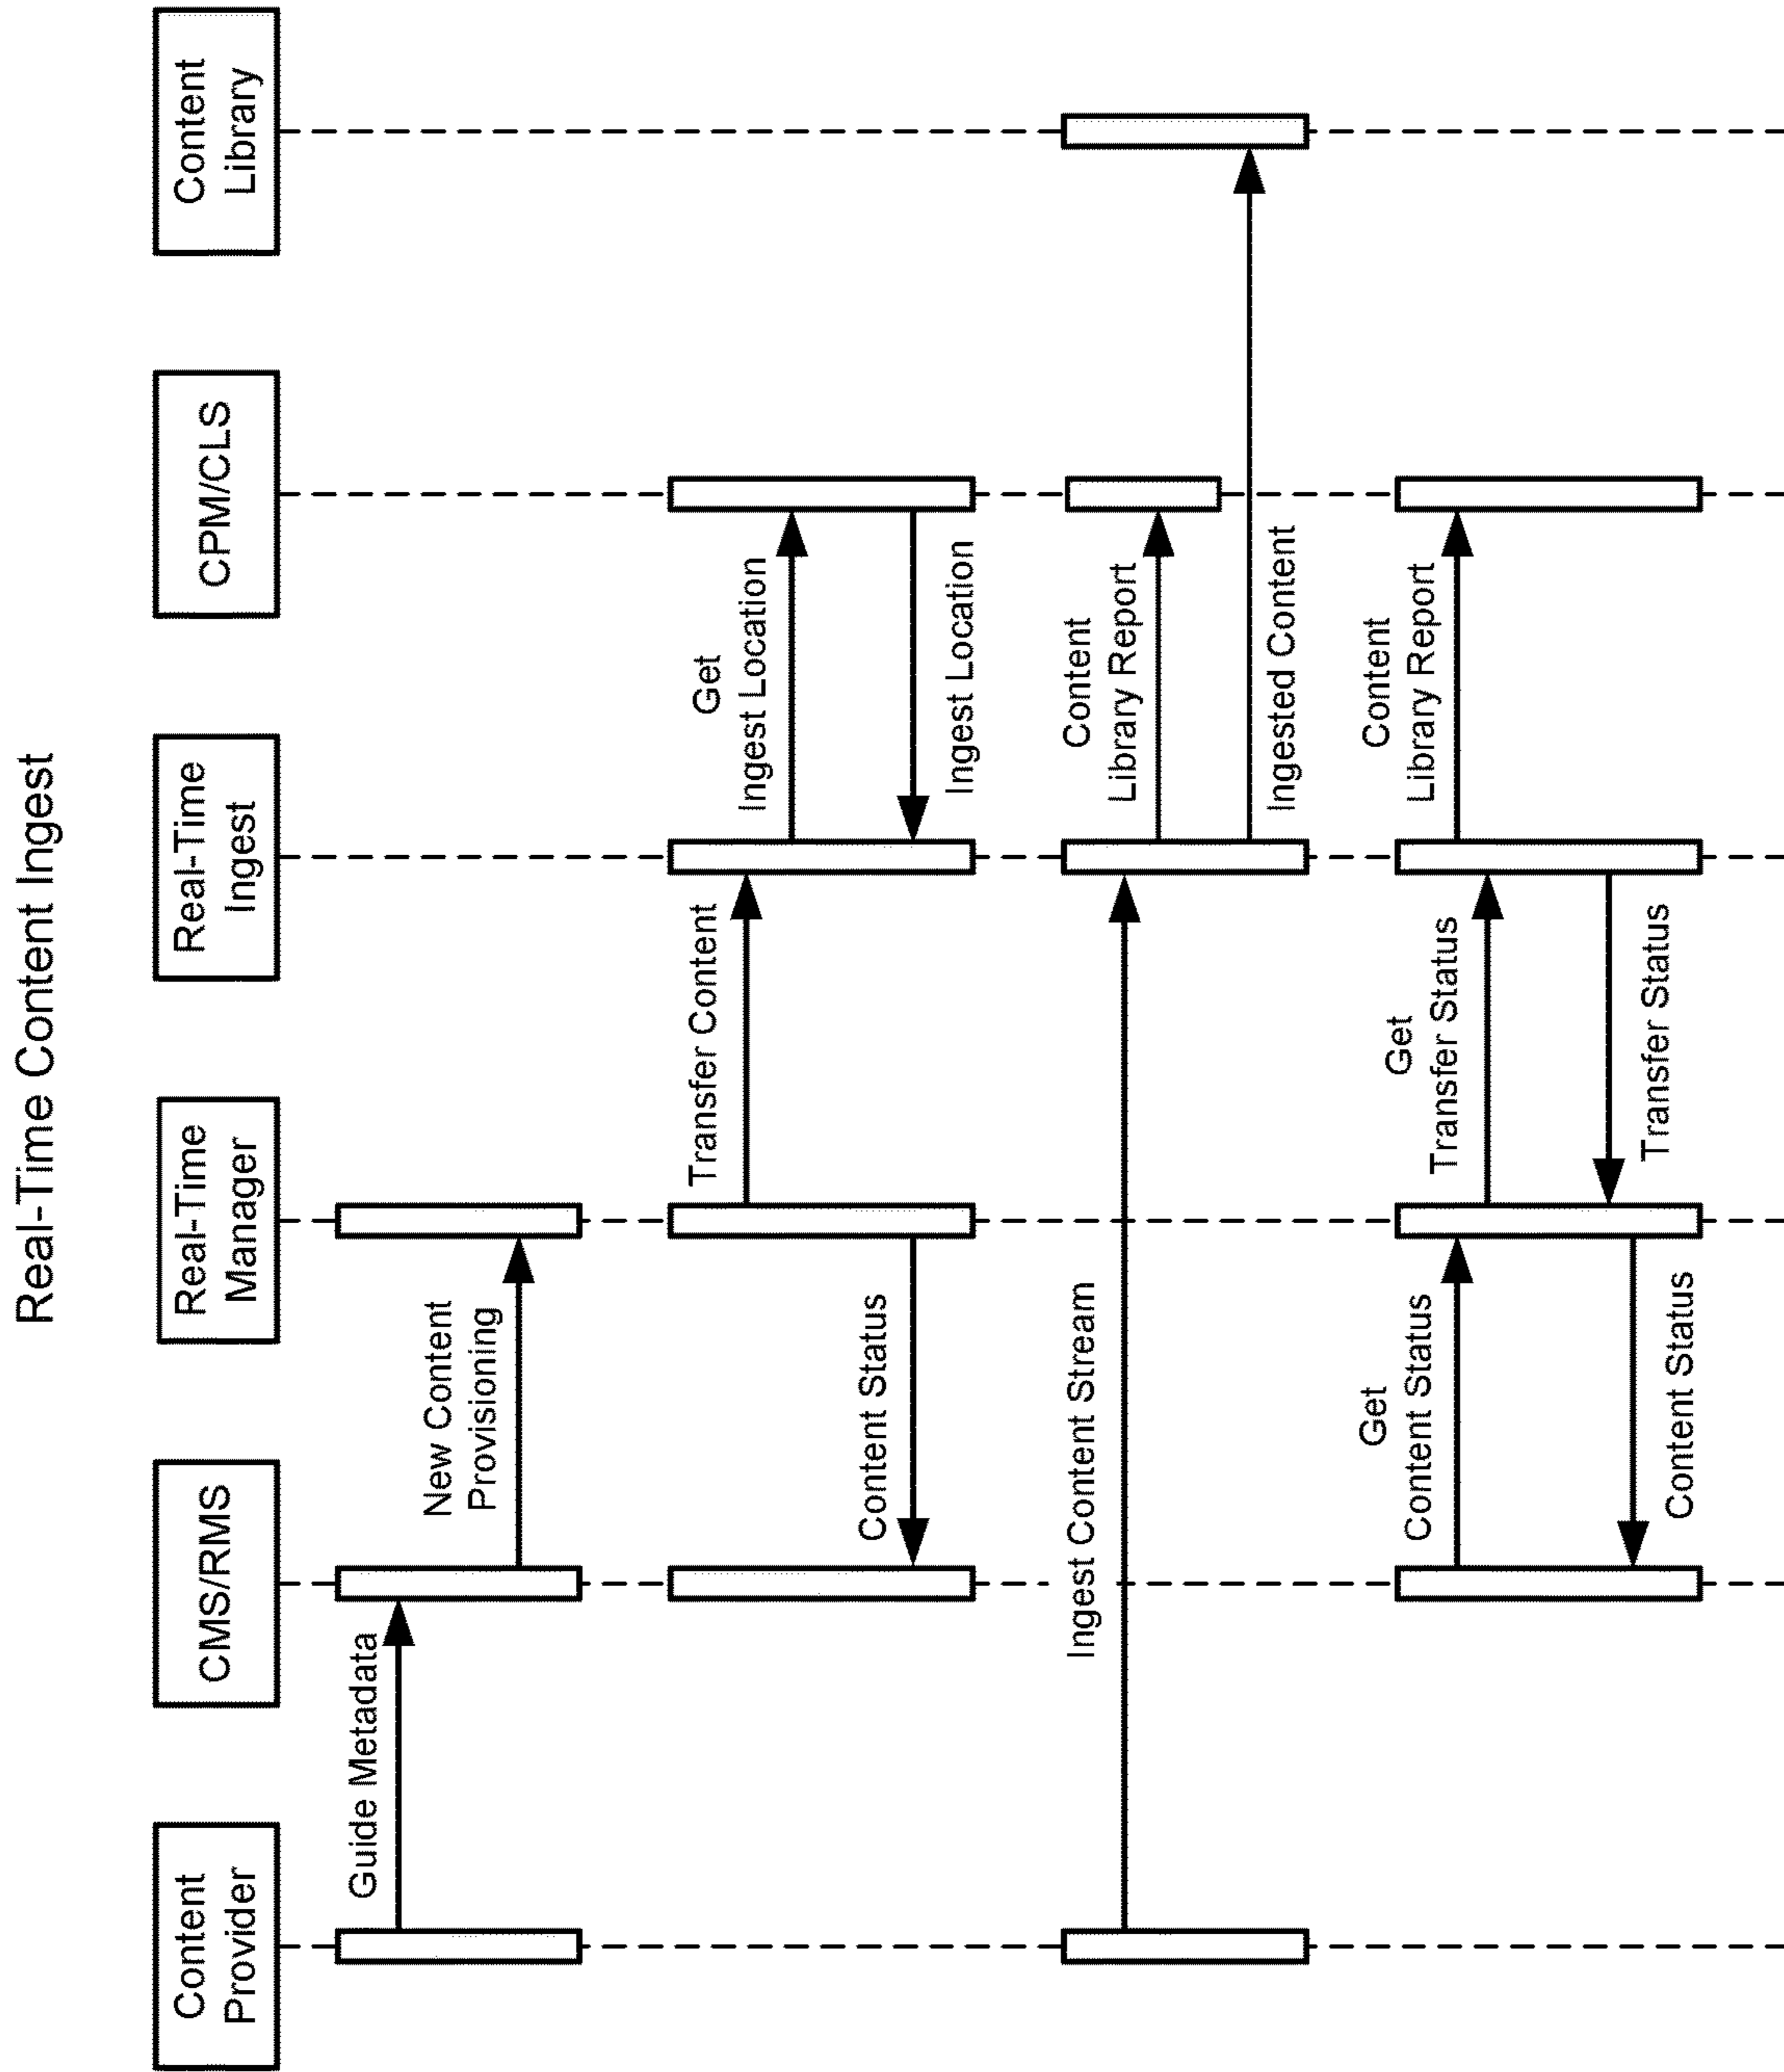 Real-Time Content Ingest
Content
Provider
CMS/RMS
Real-Time
Manager
Real-Time
Ingest
CPM/CLS
Content
Library
Guide Metadata
New Content
Provisioning
Transfer Content
Get
Ingest Location
Content Status
Ingest Location
Ingest Content Stream
Content
Library Report
Ingested Content
Get
Content Status
Get
Transfer Status
Content
Library Report
Content Status
Transfer Status